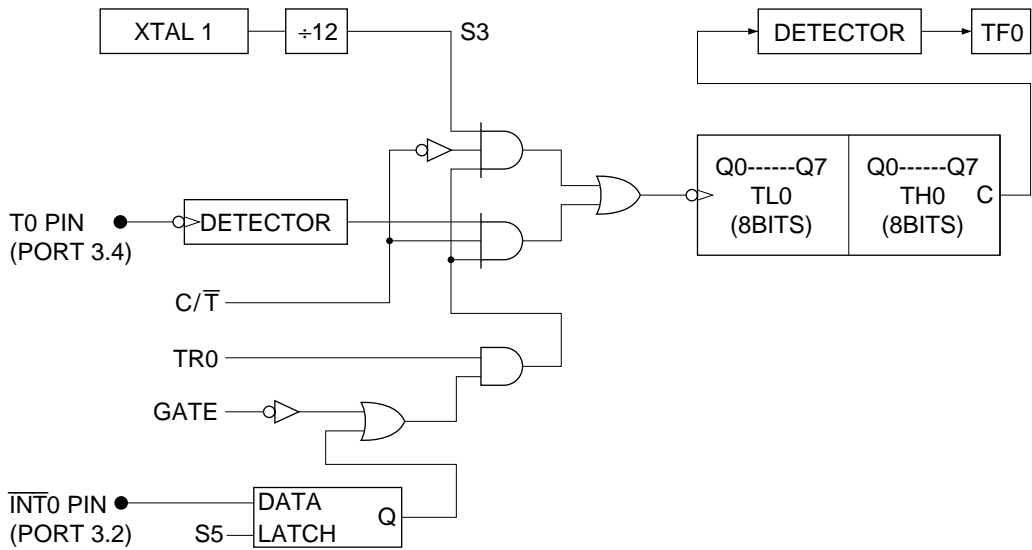 XTAL 1
÷12
S3
DETECTOR
TF0
Q0------Q7
TL0
(8BITS)
Q0------Q7
TH0
(8BITS)
C
T0 PIN
(PORT 3.4)
DETECTOR
C/T̅
TR0
GATE
I̅N̅T̅0 PIN
(PORT 3.2)
DATA
LATCH
Q
S5